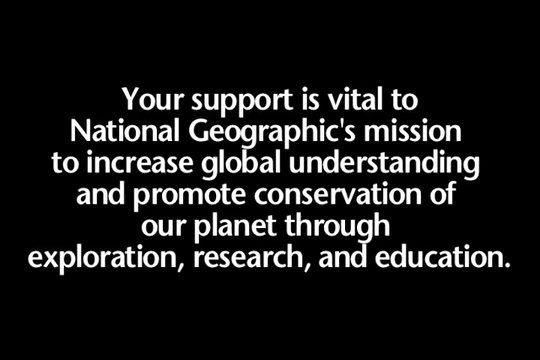 Your support is vital to
National Geographic's mission
to increase global understanding
and promote conservation of
our planet through
exploration, research, and education.